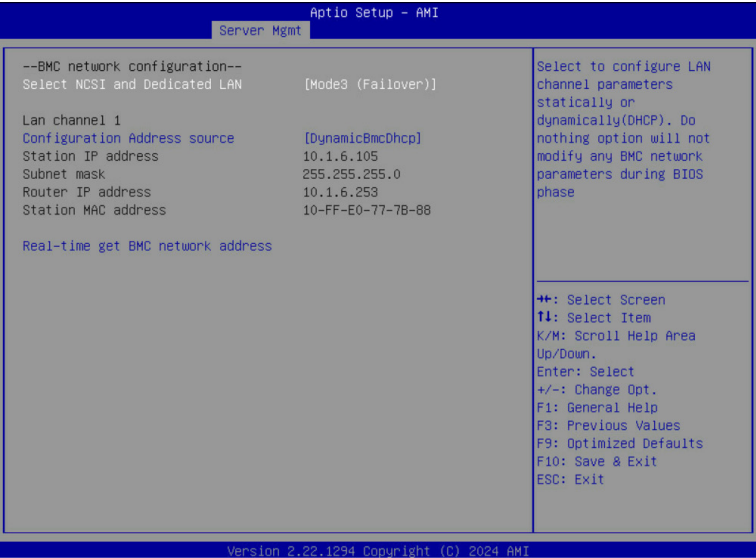 Aptio Setup - AMI
Server Mgmt
--BMC network configuration--
Select NCSI and Dedicated LAN [Mode3 (Failover)]
Lan channel 1
Configuration Address source [DynamicBmcDhcp]
Station IP address 10.1.6.105
Subnet mask 255.255.255.0
Router IP address 10.1.6.253
Station MAC address 10-FF-E0-77-7B-88
Real-time get BMC network address
Select to configure LAN
channel parameters
statically or
dynamically(DHCP). Do
nothing option will not
modify any BMC network
parameters during BIOS
phase
→←: Select Screen
↑↓: Select Item
K/M: Scroll Help Area
Up/Down.
Enter: Select
+/-: Change Opt.
F1: General Help
F3: Previous Values
F9: Optimized Defaults
F10: Save & Exit
ESC: Exit
Version 2.22.1294 Copyright (C) 2024 AMI